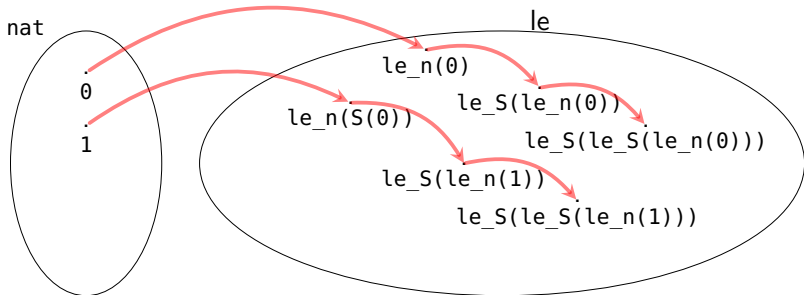 nat
le
0
1
le_n(0)
le_S(le_n(0))
le_S(le_S(le_n(0)))
le_n(S(0))
le_S(le_n(1))
le_S(le_S(le_n(1)))